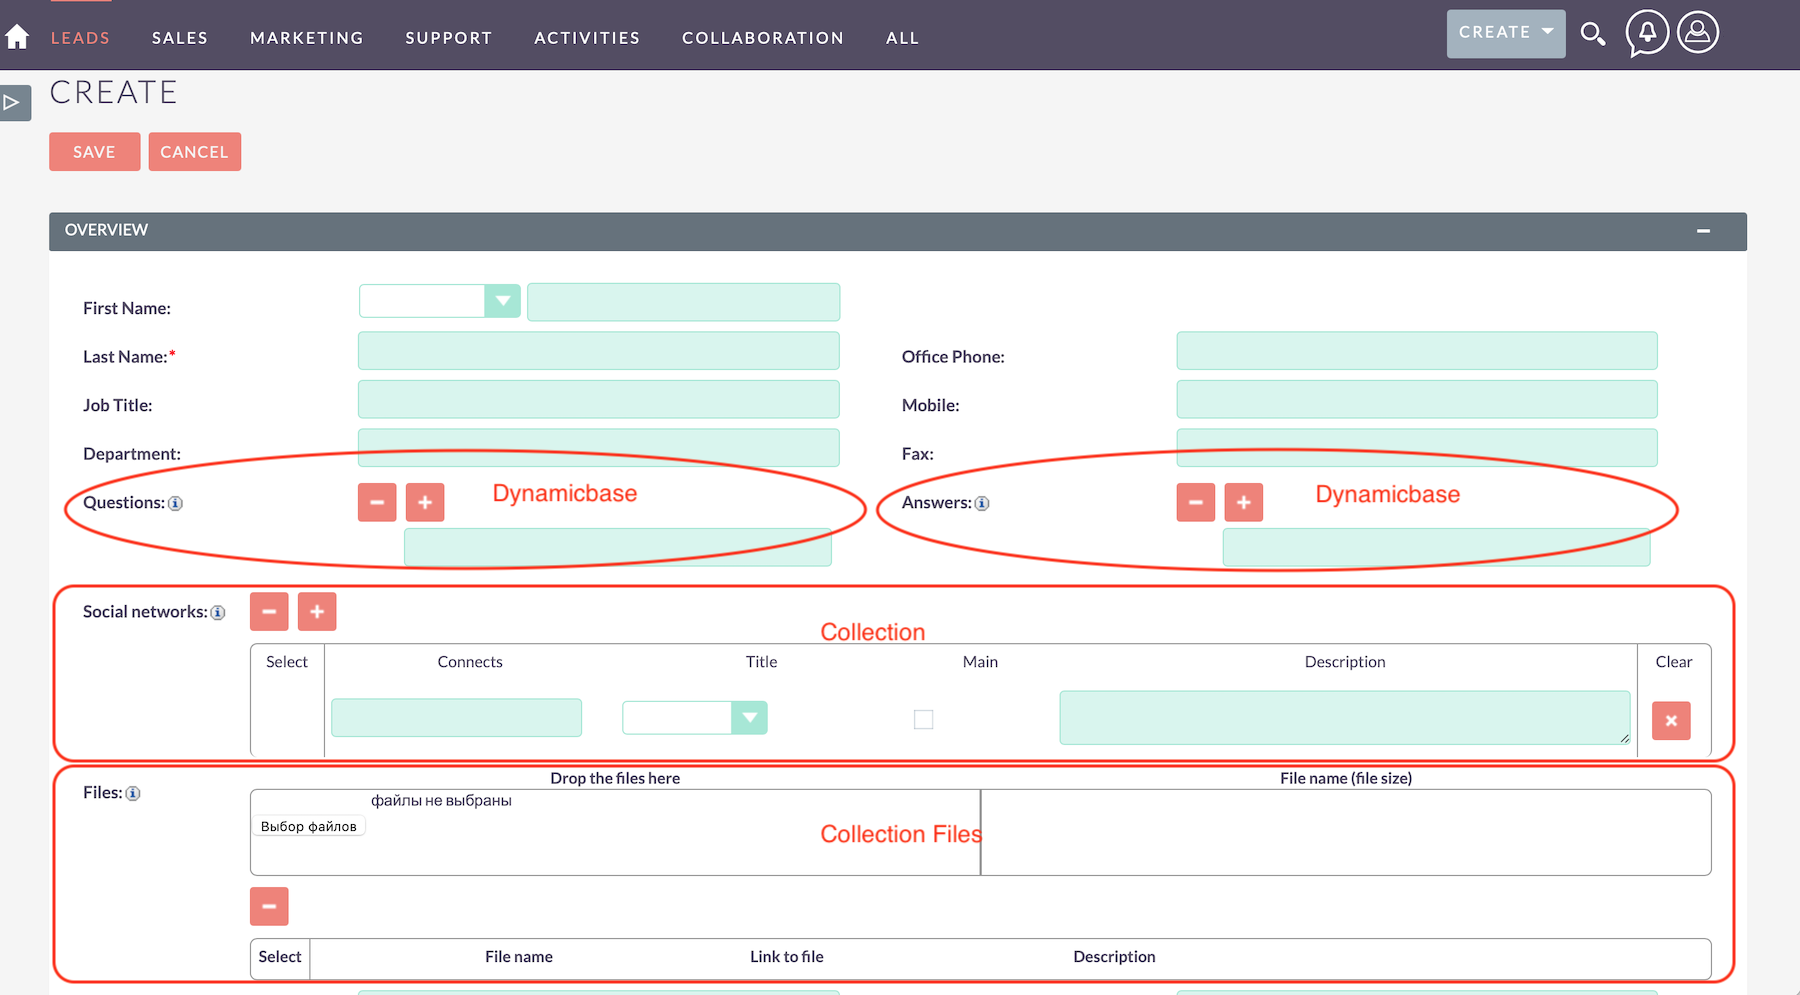 LEADS SALES MARKETING SUPPORT ACTIVITIES COLLABORATION ALL CREATE
CREATE
SAVE CANCEL
OVERVIEW
First Name:
Last Name:* Office Phone:
Job Title: Mobile:
Department: Fax:
Questions: Dynamicbase Answers: Dynamicbase
Social networks:
Collection
Select Connects Title Main Description Clear
Files: Drop the files here File name (file size)
файлы не выбраны
Выбор файлов
Collection Files
Select File name Link to file Description